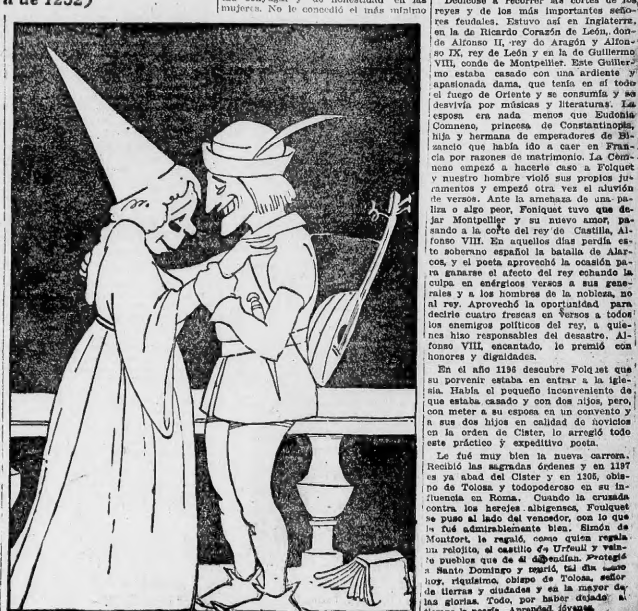 n de 1232)
mujeres. No le concedió el más mínimo
Dedicóse a recorrer las cortes de los
reyes y de los más importantes seño-
res feudales. Estuvo así en Inglaterra,
en la de Ricardo Corazón de León, don-
de Alfonso II, rey do Aragón y Alfon-
so IX, rey de León y en la de Guillermo
VIII, conde de Montpellier. Este Guiller-
mo estaba casado con una ardiente y
apasionada dama, que tenía en sí todo
el fuego de Oriente y se consumía y se
desvivía por músicas y literaturas. La
esposa era nada menos que Eudonia
Comneno, princesa de Constantinopla,
hija y hermana de emperadores de Bi-
zancio que había ido a caer en Fran-
cia por razones de matrimonio. La Com-
neno empezó a hacerle caso a Folquet
y nuestro hombre violó sus propios ju-
ramentos y empezó otra vez el aluvión
de versos. Ante la amenaza de una pa-
liza o algo peor, Foniquet tuvo que de-
jar Montpellier y su nuevo amor, pa-
sando a la corte del rey de Castilla, Al-
fonso VIII. En aquellos días perdía es-
te soberano español la batalla de Alar-
cos, y el poeta aprovechó la ocasión pa-
ra ganarse el afecto del rey echando la
culpa en enérgicos versos a sus gene-
rales y a los hombres de la nobleza, no
al rey. Aprovechó la oportunidad para
decirle cuatro frescas en versos a todos
los enemigos políticos del rey, a quie-
nes hizo responsables del desastre. Al-
fonso VIII, encantado, le premió con
honores y dignidades.
En el año 1196 descubre Folquet que
su porvenir estaba en entrar a la igle-
sia. Había el pequeño inconveniente de
que estaba casado y con dos hijos, pero,
con meter a su esposa en un convento y
a sus dos hijos en calidad de novicios
en la orden de Cister, lo arregló todo
este práctico y expeditivo poeta.
Le fué muy bien la nueva carrera.
Recibió las sagradas órdenes y en 1197
es ya abad del Cister y en 1205, obis-
po de Tolosa y todopoderoso en su in-
fluencia en Roma. Cuando la cruzada
contra los herejes albigenses, Foulquet
se puso al lado del vencedor, con lo que
le fué admirablemente bien. Simón de
Montfort, le regaló, como quien regala
un relojito, el castillo de Urfeuil y vein-
te pueblos que de él dependían. Protegió
a Santo Domingo y murió, tal día como
hoy, riquísimo, obispo de Tolosa, señor
de tierras y ciudades y en la mayor de
las glorias. Todo, por haber dejado a